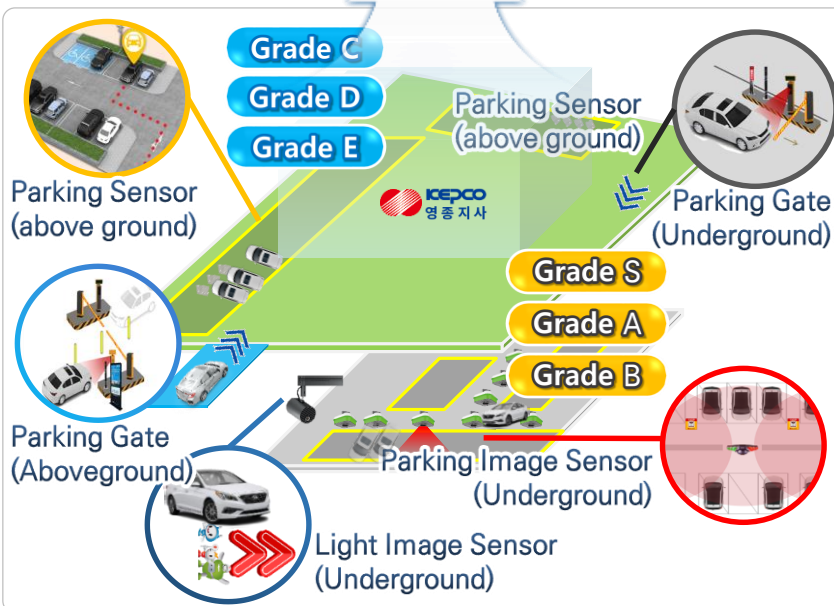 Grade C
Grade D
Grade E
Parking Sensor
(above ground)
Parking Sensor
(above ground)
Parking Gate
(Underground)
KEPCO
영종지사
Grade S
Grade A
Grade B
Parking Gate
(Aboveground)
Parking Image Sensor
(Underground)
Light Image Sensor
(Underground)